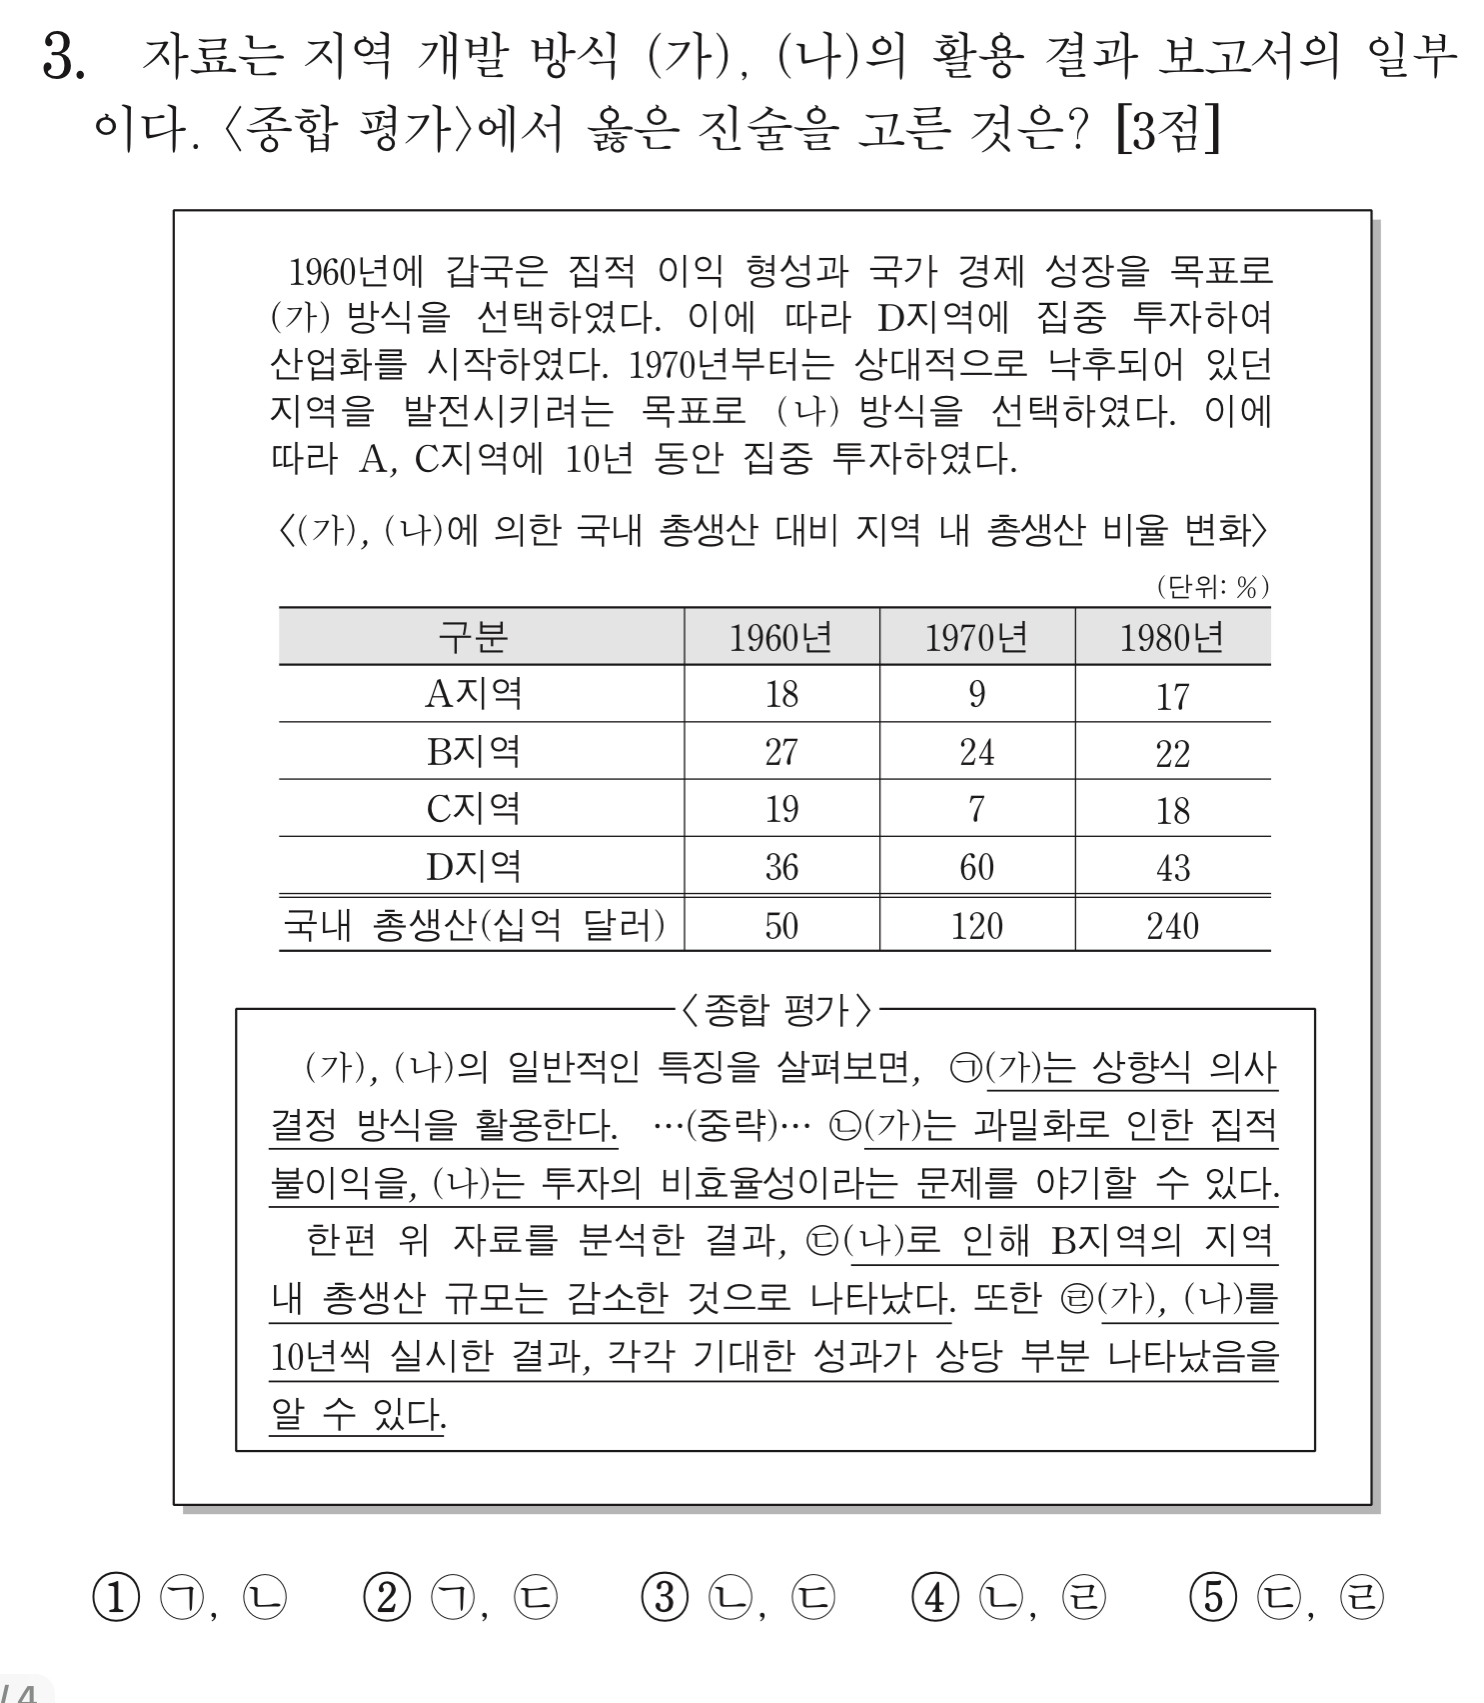 3. 자료는 지역 개발 방식 (가), (나)의 활용 결과 보고서의 일부
이다. 〈종합 평가〉에서 옳은 진술을 고른 것은? [3점]
1960년에 갑국은 집적 이익 형성과 국가 경제 성장을 목표로
(가) 방식을 선택하였다. 이에 따라 D지역에 집중 투자하여
산업화를 시작하였다. 1970년부터는 상대적으로 낙후되어 있던
지역을 발전시키려는 목표로 (나) 방식을 선택하였다. 이에
따라 A, C지역에 10년 동안 집중 투자하였다.
〈(가), (나)에 의한 국내 총생산 대비 지역 내 총생산 비율 변화〉
(단위: %)
구분 1960년 1970년 1980년
A지역 18 9 17
B지역 27 24 22
C지역 19 7 18
D지역 36 60 43
국내 총생산(십억 달러) 50 120 240
〈종합 평가〉
(가), (나)의 일반적인 특징을 살펴보면, ㉠(가)는 상향식 의사
결정 방식을 활용한다. …(중략)… ㉡(가)는 과밀화로 인한 집적
불이익을, (나)는 투자의 비효율성이라는 문제를 야기할 수 있다.
한편 위 자료를 분석한 결과, ㉢(나)로 인해 B지역의 지역
내 총생산 규모는 감소한 것으로 나타났다. 또한 ㉣(가), (나)를
10년씩 실시한 결과, 각각 기대한 성과가 상당 부분 나타났음을
알 수 있다.
① ㉠, ㉡ ② ㉠, ㉢ ③ ㉡, ㉢ ④ ㉡, ㉣ ⑤ ㉢, ㉣
/4